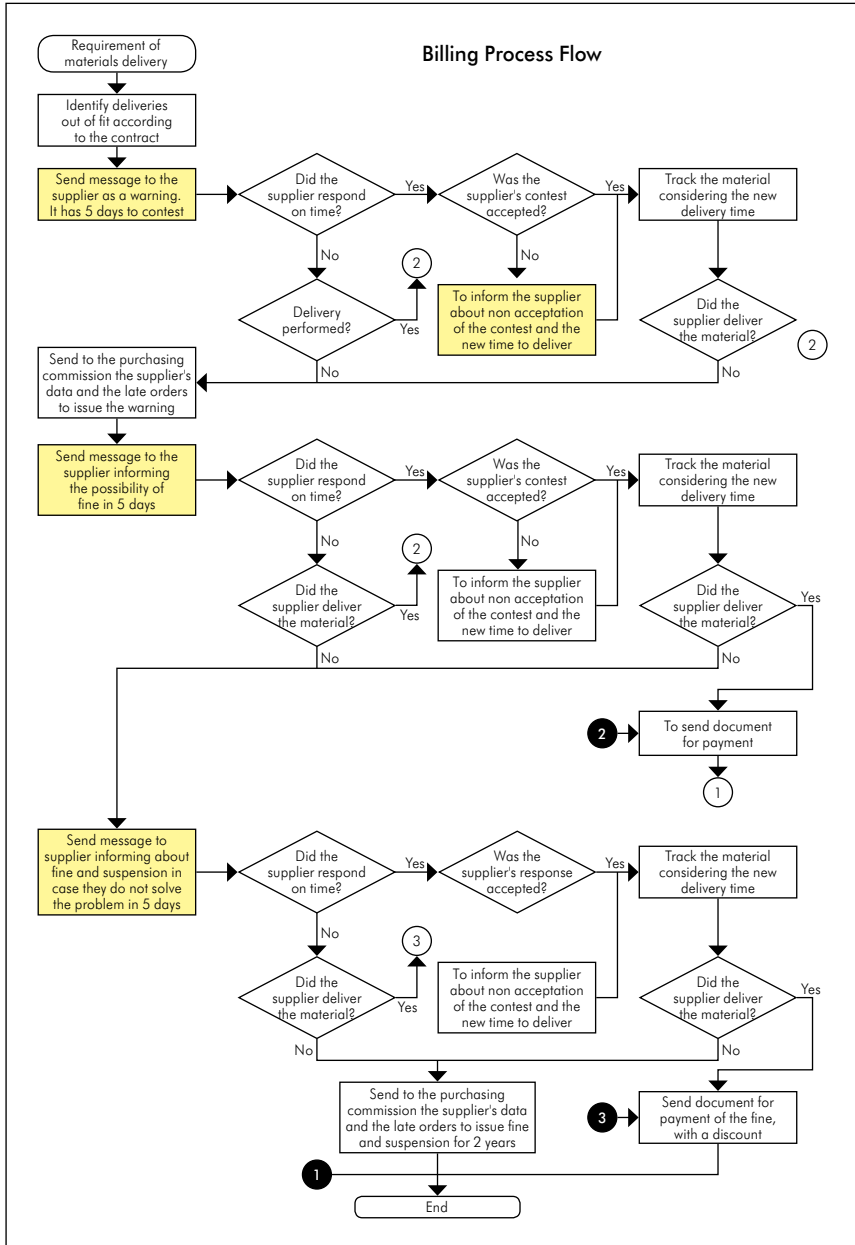 Billing Process Flow
Requirement of
materials delivery
Identify deliveries
out of fit according
to the contract
Send message to the
supplier as a warning.
It has 5 days to contest
Did the
supplier respond
on time?
Yes
No
Was the
supplier's contest
accepted?
Yes
No
Track the material
considering the new
delivery time
2
Delivery
performed?
Yes
No
To inform the supplier
about non acceptation
of the contest and the
new time to deliver
Did the
supplier deliver
the material?
No
2
Send to the purchasing
commission the supplier's
data and the late orders
to issue the warning
Send message to the
supplier informing
the possibility of
fine in 5 days
Did the
supplier respond
on time?
Yes
No
Was the
supplier's contest
accepted?
Yes
No
Track the material
considering the new
delivery time
2
Did the
supplier deliver
the material?
Yes
No
To inform the supplier
about non acceptation
of the contest and the
new time to deliver
Did the
supplier deliver
the material?
Yes
No
2
To send document
for payment
1
Send message to
supplier informing about
fine and suspension in
case they do not solve
the problem in 5 days
Did the
supplier respond
on time?
Yes
No
Was the
supplier's response
accepted?
Yes
Track the material
considering the new
delivery time
3
Did the
supplier deliver
the material?
Yes
No
To inform the supplier
about non acceptation
of the contest and the
new time to deliver
Did the
supplier deliver
the material?
Yes
No
Send to the purchasing
commission the supplier's data
and the late orders to issue fine
and suspension for 2 years
3
Send document for
payment of the fine,
with a discount
1
End